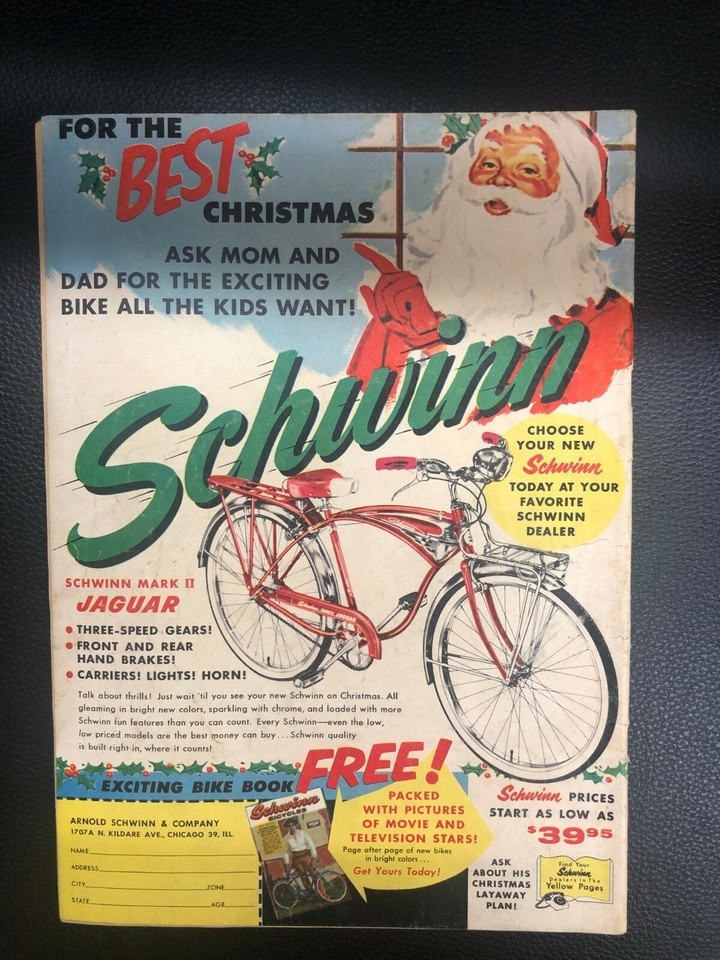 FOR THE
BEST
CHRISTMAS
ASK MOM AND
DAD FOR THE EXCITING
BIKE ALL THE KIDS WANT!
Schwinn
CHOOSE
YOUR NEW
Schwinn
TODAY AT YOUR
FAVORITE
SCHWINN
DEALER
SCHWINN MARK II
JAGUAR
• THREE-SPEED GEARS!
• FRONT AND REAR
HAND BRAKES!
• CARRIERS! LIGHTS! HORN!
Talk about thrills! Just wait 'til you see your new Schwinn on Christmas. All
gleaming in bright new colors, sparkling with chrome, and loaded with more
Schwinn fun features than you can count. Every Schwinn—even the low,
low priced models are the best money can buy...Schwinn quality
is built right in, where it counts!
EXCITING BIKE BOOK FREE!
ARNOLD SCHWINN & COMPANY
1707A N. KILDARE AVE., CHICAGO 39, ILL.
NAME
ADDRESS
CITY ZONE
STATE AGE
Schwinn
BICYCLES
PACKED
WITH PICTURES
OF MOVIE AND
TELEVISION STARS!
Page after page of new bikes
in bright colors...
Get Yours Today!
Schwinn PRICES
START AS LOW AS
$39.95
ASK
ABOUT HIS
CHRISTMAS
LAYAWAY
PLAN!
Find Your
Schwinn
Dealers in The
Yellow Pages